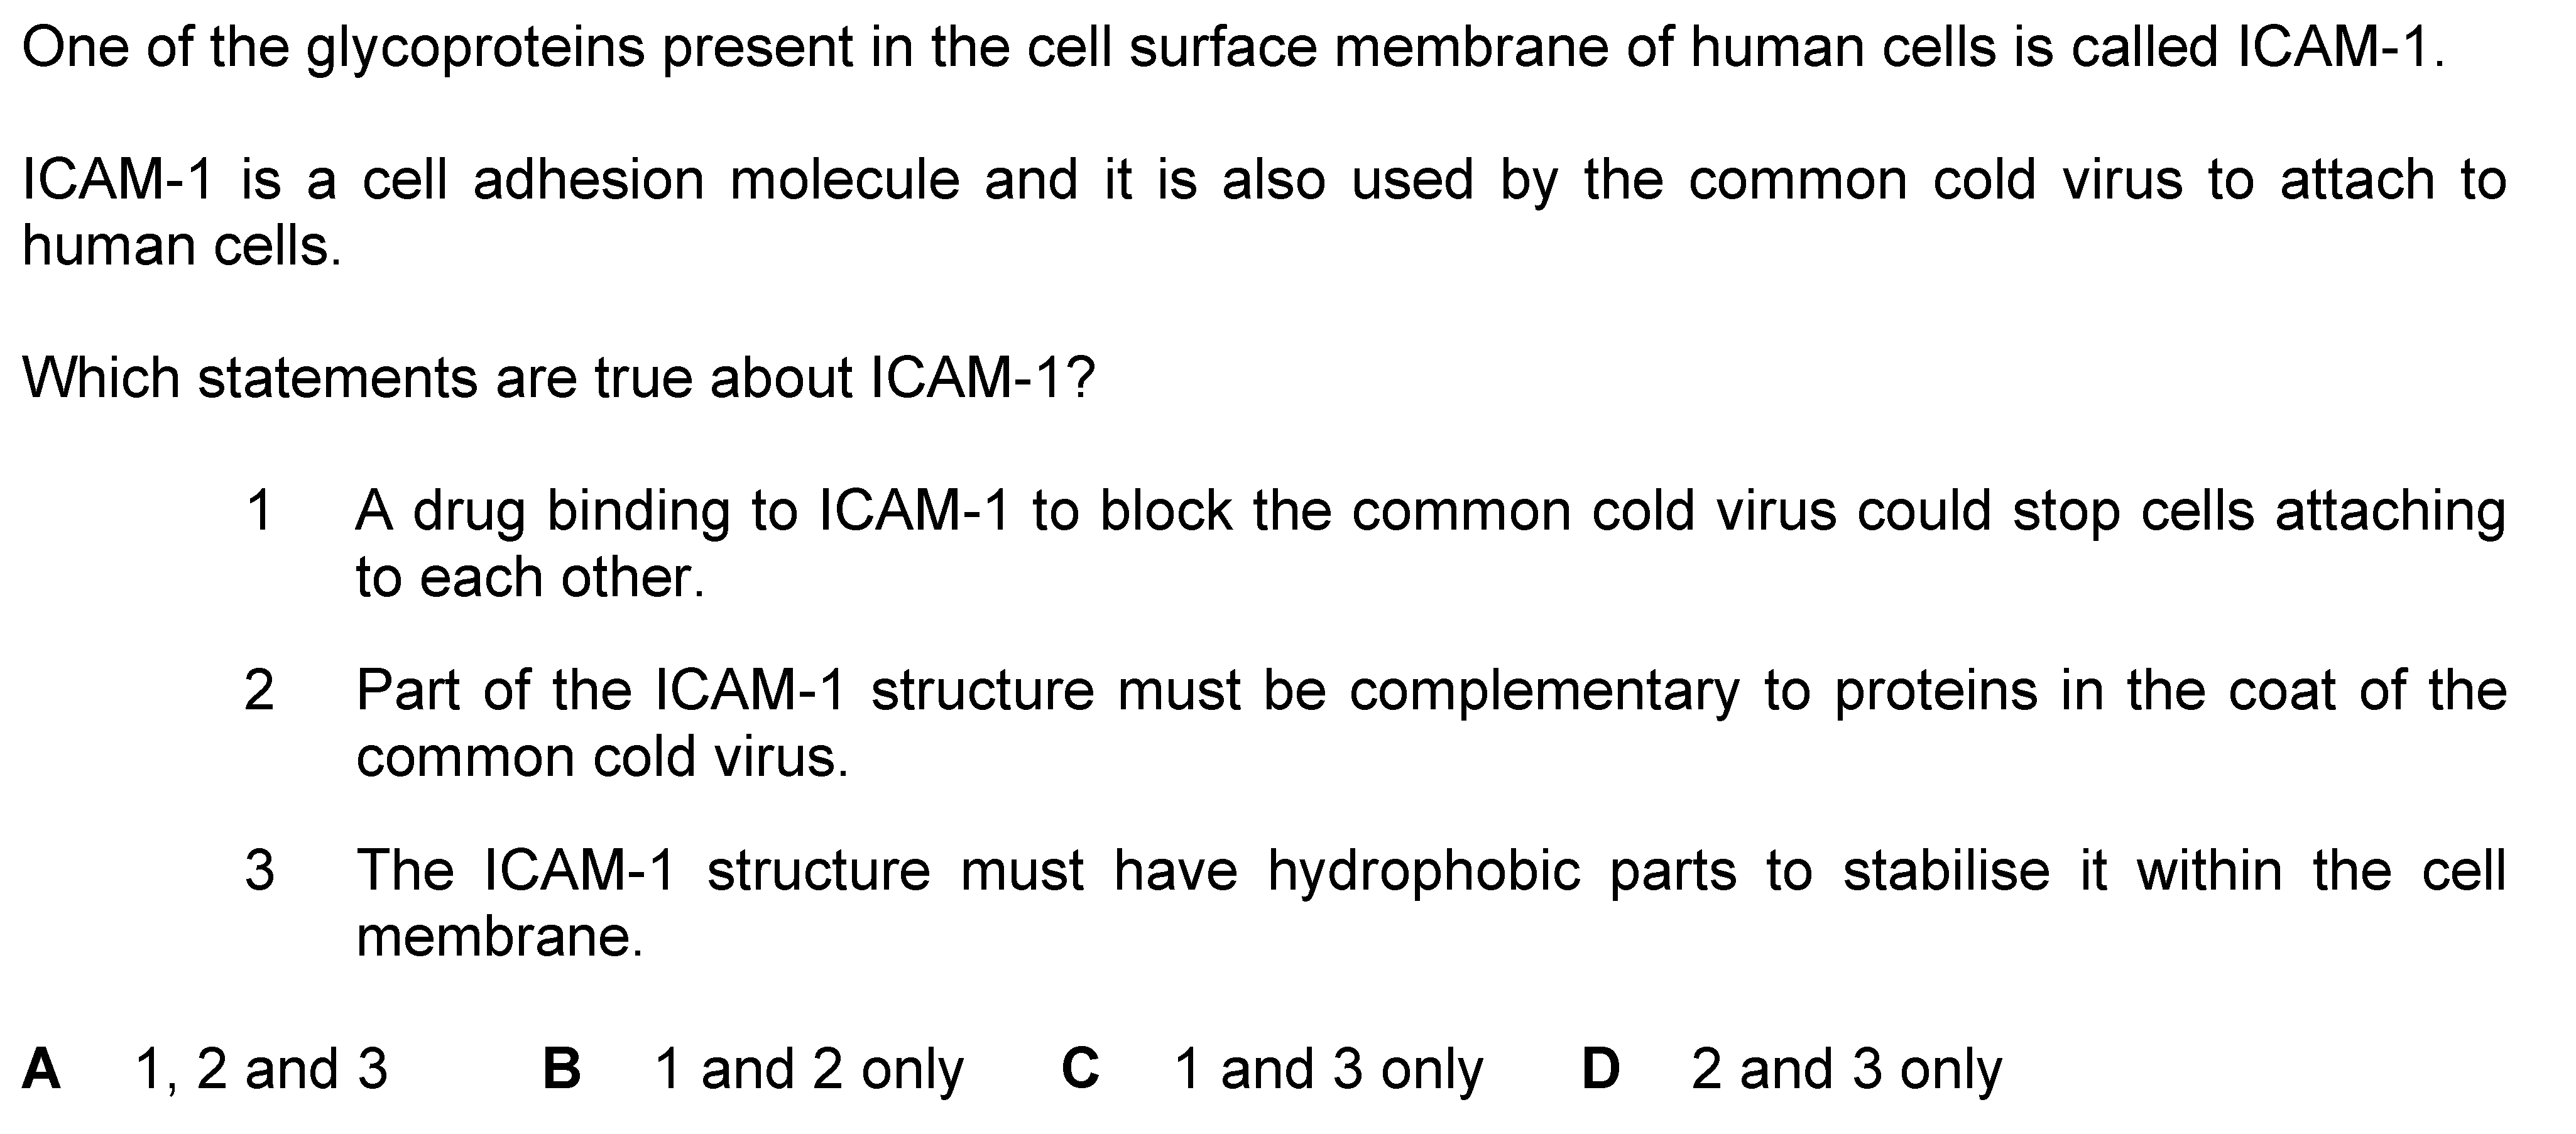 One of the glycoproteins present in the cell surface membrane of human cells is called ICAM-1.
ICAM-1 is a cell adhesion molecule and it is also used by the common cold virus to attach to
human cells.
Which statements are true about ICAM-1?
1 A drug binding to ICAM-1 to block the common cold virus could stop cells attaching
to each other.
2 Part of the ICAM-1 structure must be complementary to proteins in the coat of the
common cold virus.
3 The ICAM-1 structure must have hydrophobic parts to stabilise it within the cell
membrane.
A 1, 2 and 3 B 1 and 2 only C 1 and 3 only D 2 and 3 only